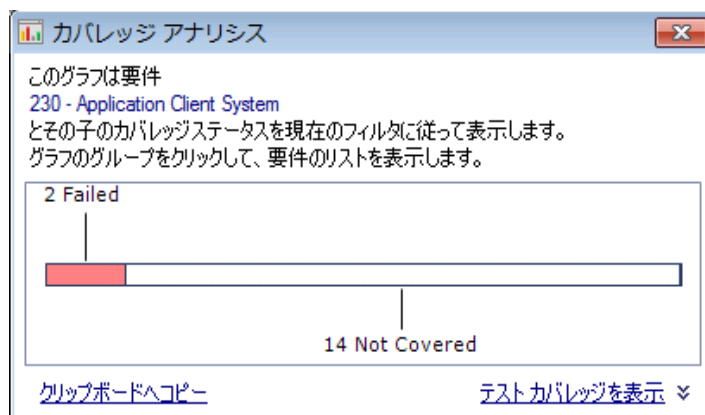 カバレッジ アナリシス
このグラフは要件
230 - Application Client System
とその子のカバレッジステータスを現在のフィルタに従って表示します。
グラフのグループをクリックして、要件のリストを表示します。
2 Failed
14 Not Covered
クリップボードへコピー
テスト カバレッジを表示